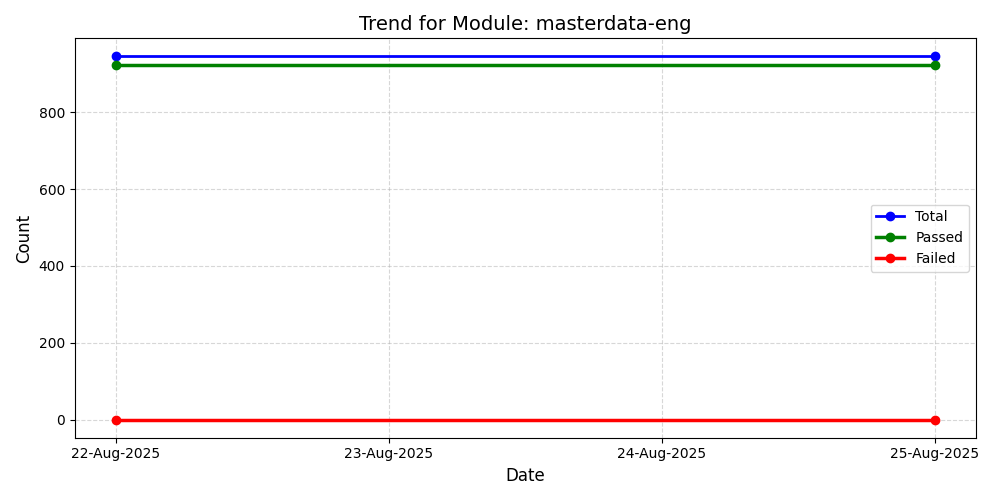 Trend for Module: masterdata-eng
Count
800
600
400
200
0
Total
Passed
Failed
22-Aug-2025 23-Aug-2025 24-Aug-2025 25-Aug-2025
Date